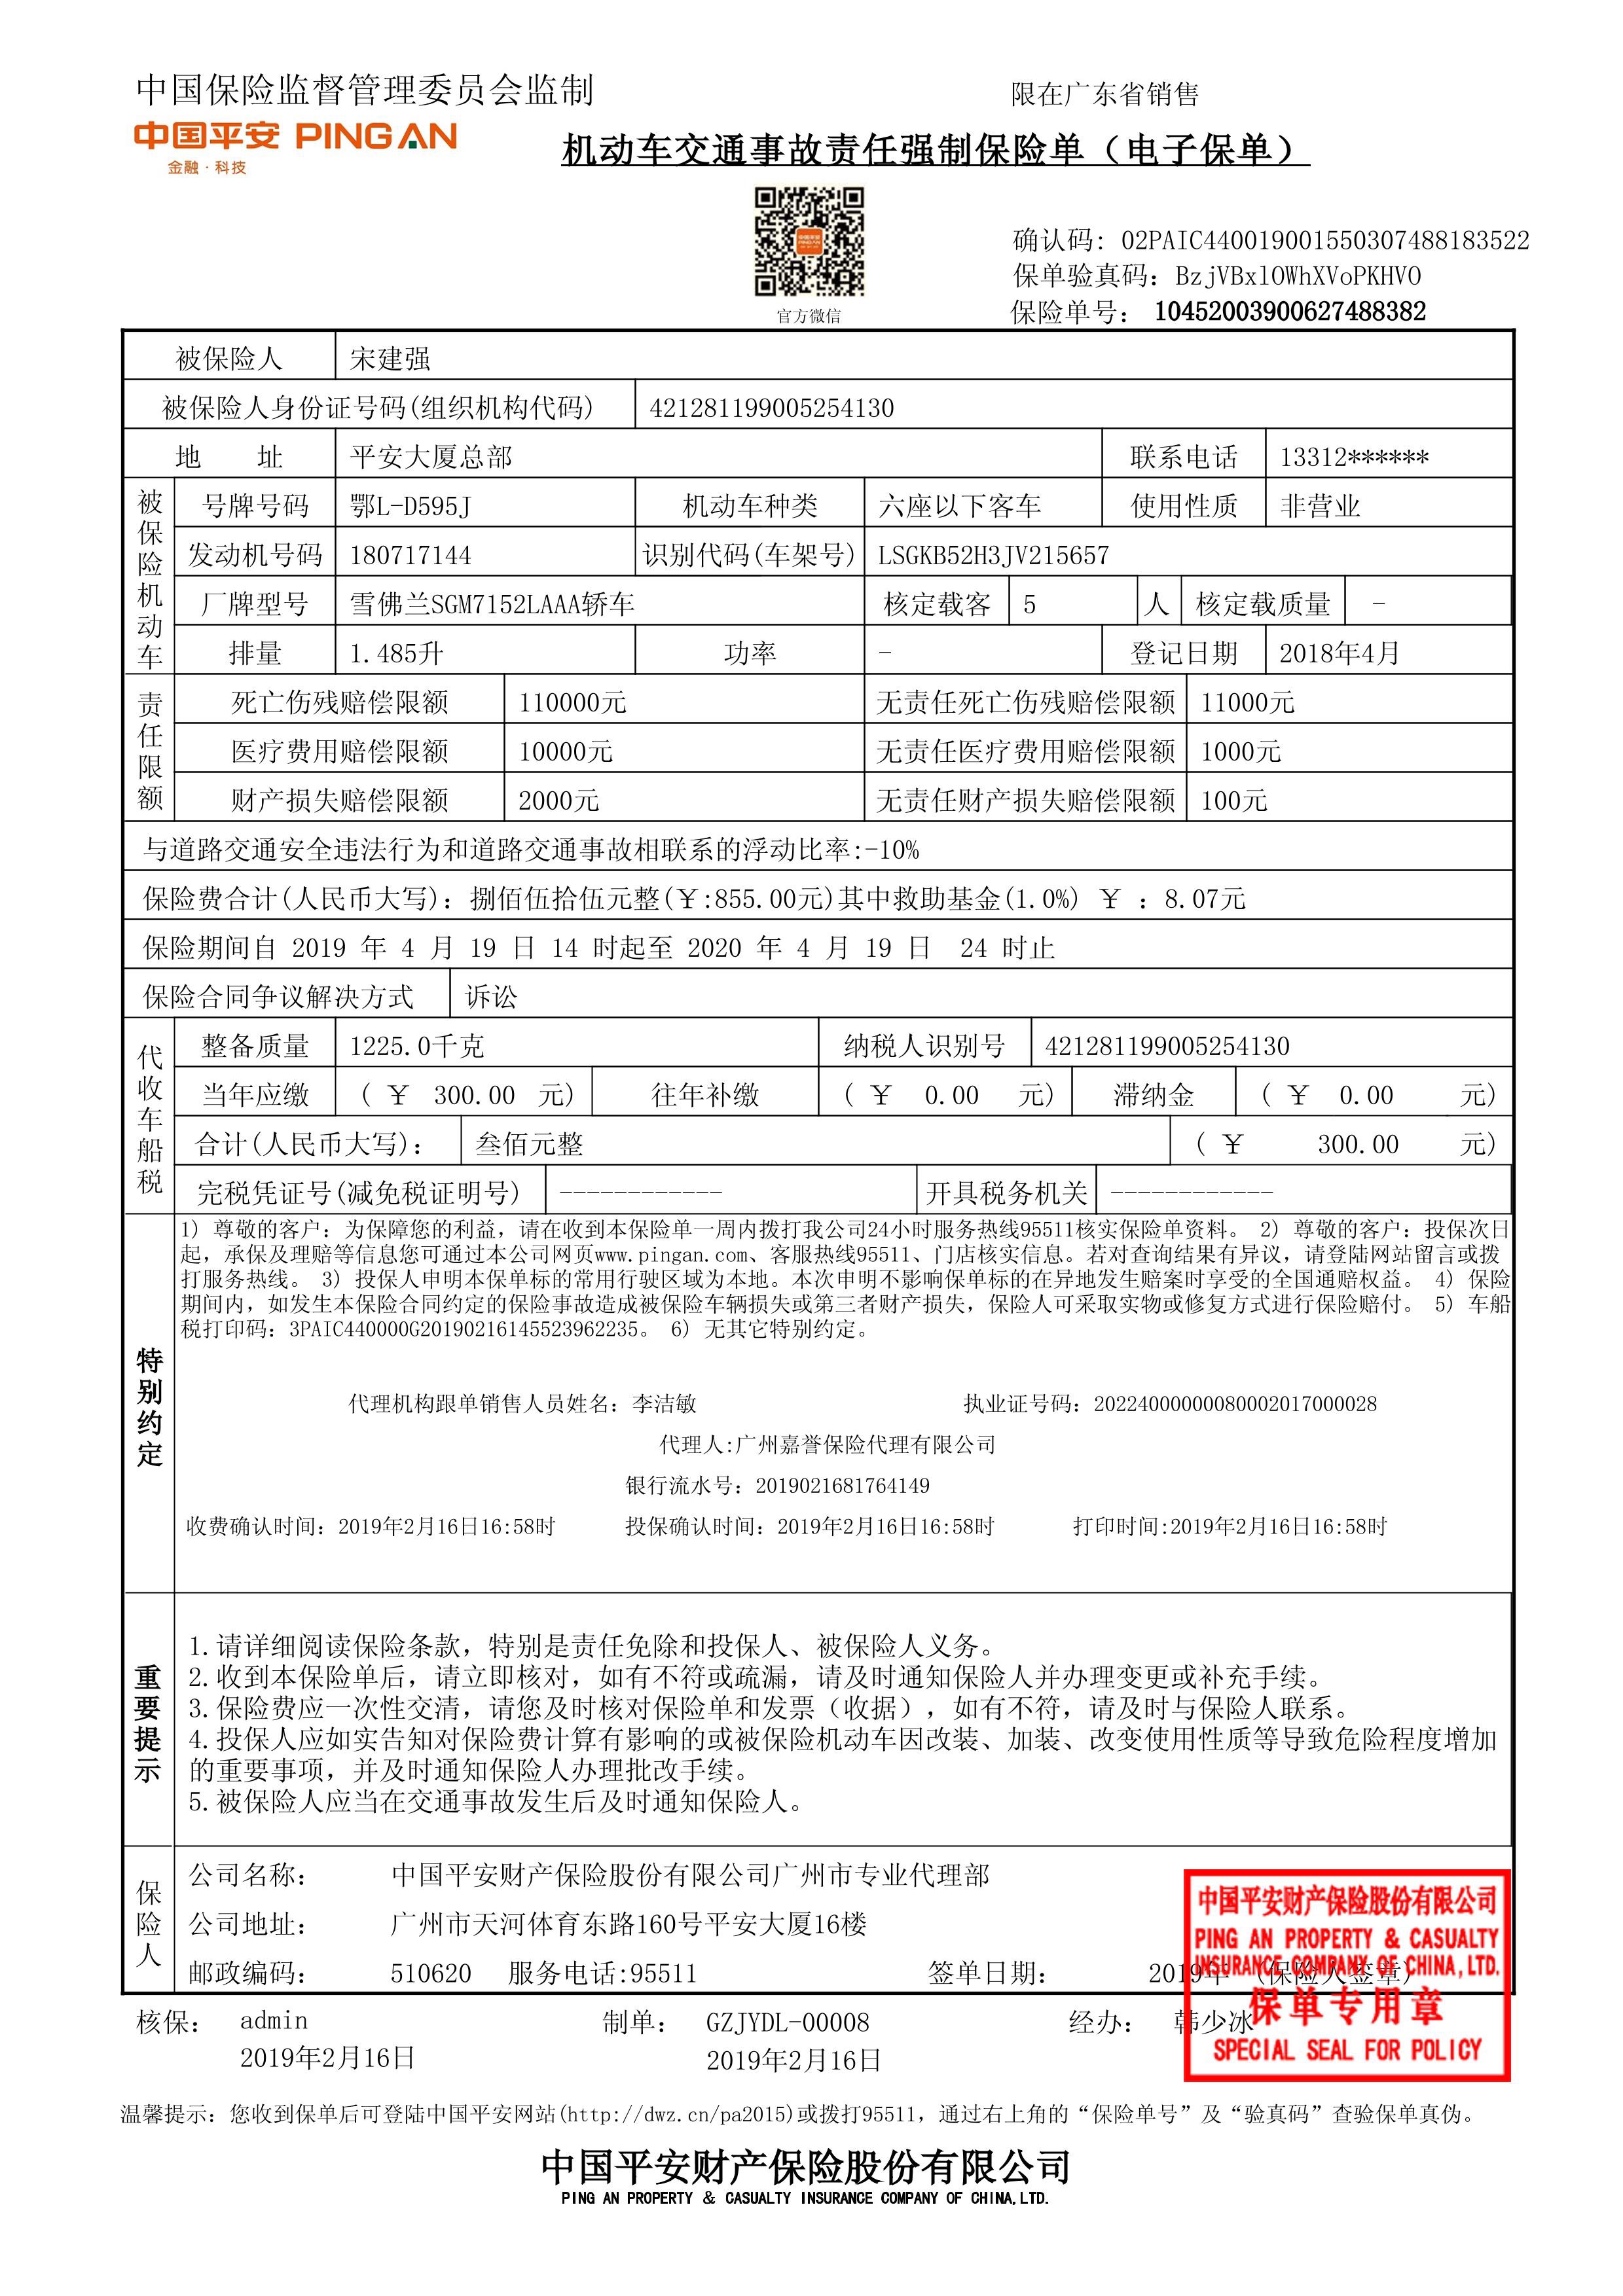 中国保险监督管理委员会监制
限在广东省销售
中国平安 PING AN
金融·科技
机动车交通事故责任强制保险单（电子保单）
中国平安
PING AN
官方微信
确认码: 02PAIC440019001550307488183522
保单验真码: BzjVBxlOWhXVoPKHVO
保险单号: 10452003900627488382
被保险人 宋建强
被保险人身份证号码(组织机构代码) 421281199005254130
地 址 平安大厦总部 联系电话 13312******
被保险机动车
号牌号码 鄂L-D595J 机动车种类 六座以下客车 使用性质 非营业
发动机号码 180717144 识别代码(车架号) LSGKB52H3JV215657
厂牌型号 雪佛兰SGM7152LAAA轿车 核定载客 5 人 核定载质量 -
排量 1.485升 功率 - 登记日期 2018年4月
责任限额
死亡伤残赔偿限额 110000元 无责任死亡伤残赔偿限额 11000元
医疗费用赔偿限额 10000元 无责任医疗费用赔偿限额 1000元
财产损失赔偿限额 2000元 无责任财产损失赔偿限额 100元
与道路交通安全违法行为和道路交通事故相联系的浮动比率:-10%
保险费合计(人民币大写): 捌佰伍拾伍元整(￥:855.00元)其中救助基金(1.0%) ￥ : 8.07元
保险期间自 2019 年 4 月 19 日 14 时起至 2020 年 4 月 19 日 24 时止
保险合同争议解决方式 诉讼
代收车船税
整备质量 1225.0千克 纳税人识别号 421281199005254130
当年应缴 ( ￥ 300.00 元) 往年补缴 ( ￥ 0.00 元) 滞纳金 ( ￥ 0.00 元)
合计(人民币大写): 叁佰元整 ( ￥ 300.00 元)
完税凭证号(减免税证明号) ------------ 开具税务机关 ------------
特别约定
1) 尊敬的客户: 为保障您的利益, 请在收到本保险单一周内拨打我公司24小时服务热线95511核实保险单资料。 2) 尊敬的客户: 投保次日
起, 承保及理赔等信息您可通过本公司网页www.pingan.com、客服热线95511、门店核实信息。若对查询结果有异议, 请登陆网站留言或拨
打服务热线。 3) 投保人申明本保单标的常用行驶区域为本地。本次申明不影响保单标的在异地发生赔案时享受的全国通赔权益。 4) 保险
期间内, 如发生本保险合同约定的保险事故造成被保险车辆损失或第三者财产损失, 保险人可采取实物或修复方式进行保险赔付。 5) 车船
税打印码: 3PAIC440000G20190216145523962235。 6) 无其它特别约定。
代理机构跟单销售人员姓名: 李洁敏 执业证号码: 20224000000080002017000028
代理人:广州嘉誉保险代理有限公司
银行流水号: 2019021681764149
收费确认时间: 2019年2月16日16:58时 投保确认时间: 2019年2月16日16:58时 打印时间:2019年2月16日16:58时
重要提示
1.请详细阅读保险条款, 特别是责任免除和投保人、被保险人义务。
2.收到本保险单后, 请立即核对, 如有不符或疏漏, 请及时通知保险人并办理变更或补充手续。
3.保险费应一次性交清, 请您及时核对保险单和发票（收据）, 如有不符, 请及时与保险人联系。
4.投保人应如实告知对保险费计算有影响的或被保险机动车因改装、加装、改变使用性质等导致危险程度增加
的重要事项, 并及时通知保险人办理批改手续。
5.被保险人应当在交通事故发生后及时通知保险人。
保险人
公司名称: 中国平安财产保险股份有限公司广州市专业代理部
公司地址: 广州市天河体育东路160号平安大厦16楼
邮政编码: 510620 服务电话:95511 签单日期: 2019年 (保险人签章)
中国平安财产保险股份有限公司
PING AN PROPERTY & CASUALTY
INSURANCE COMPANY OF CHINA, LTD.
保单专用章
SPECIAL SEAL FOR POLICY
核保: admin 制单: GZJYDL-00008 经办: 韩少冰
2019年2月16日 2019年2月16日
温馨提示: 您收到保单后可登陆中国平安网站(http://dwz.cn/pa2015)或拨打95511, 通过右上角的“保险单号”及“验真码”查验保单真伪。
中国平安财产保险股份有限公司
PING AN PROPERTY & CASUALTY INSURANCE COMPANY OF CHINA, LTD.